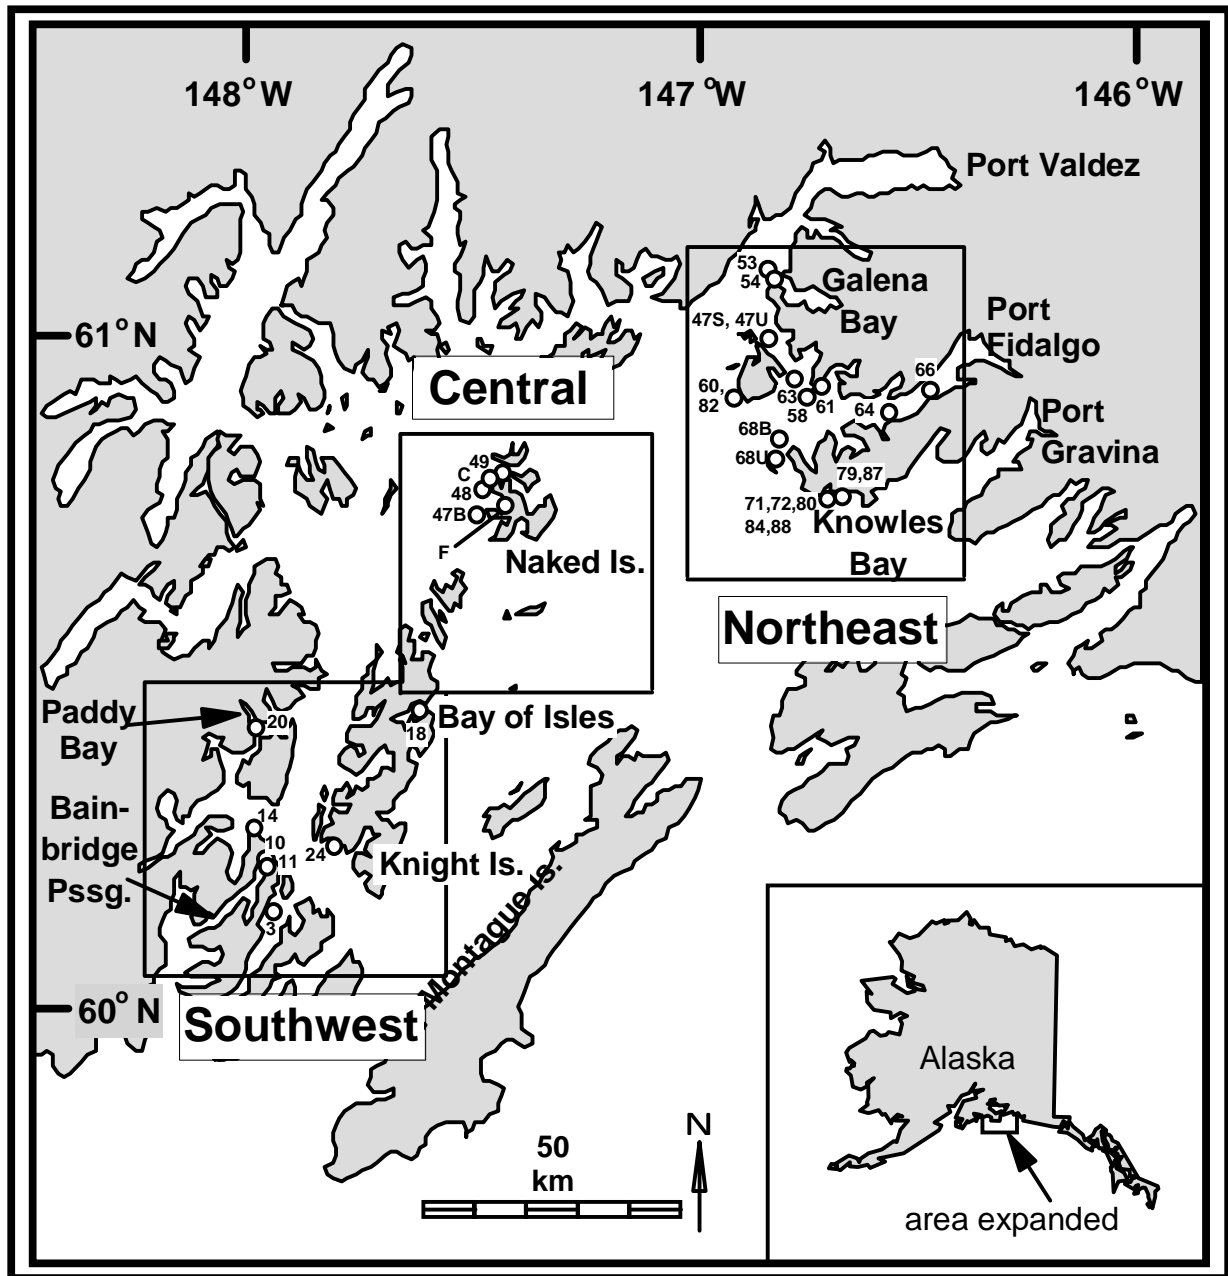 148°W
147°W
146°W
Port Valdez
53
54
Galena
Bay
47S, 47U
Port
Fidalgo
61°N
Central
60,
82
63
58
61
64
66
Port
Gravina
68B
68U
79,87
71,72,80
84,88
Knowles
Bay
49
C
48
47B
F
Naked Is.
Northeast
Paddy
Bay
20
18
Bay of Isles
Bain-
bridge
Pssg.
14
10
11
24
3
Knight Is.
Montague Is.
60°N
Southwest
50
km
N
Alaska
area expanded